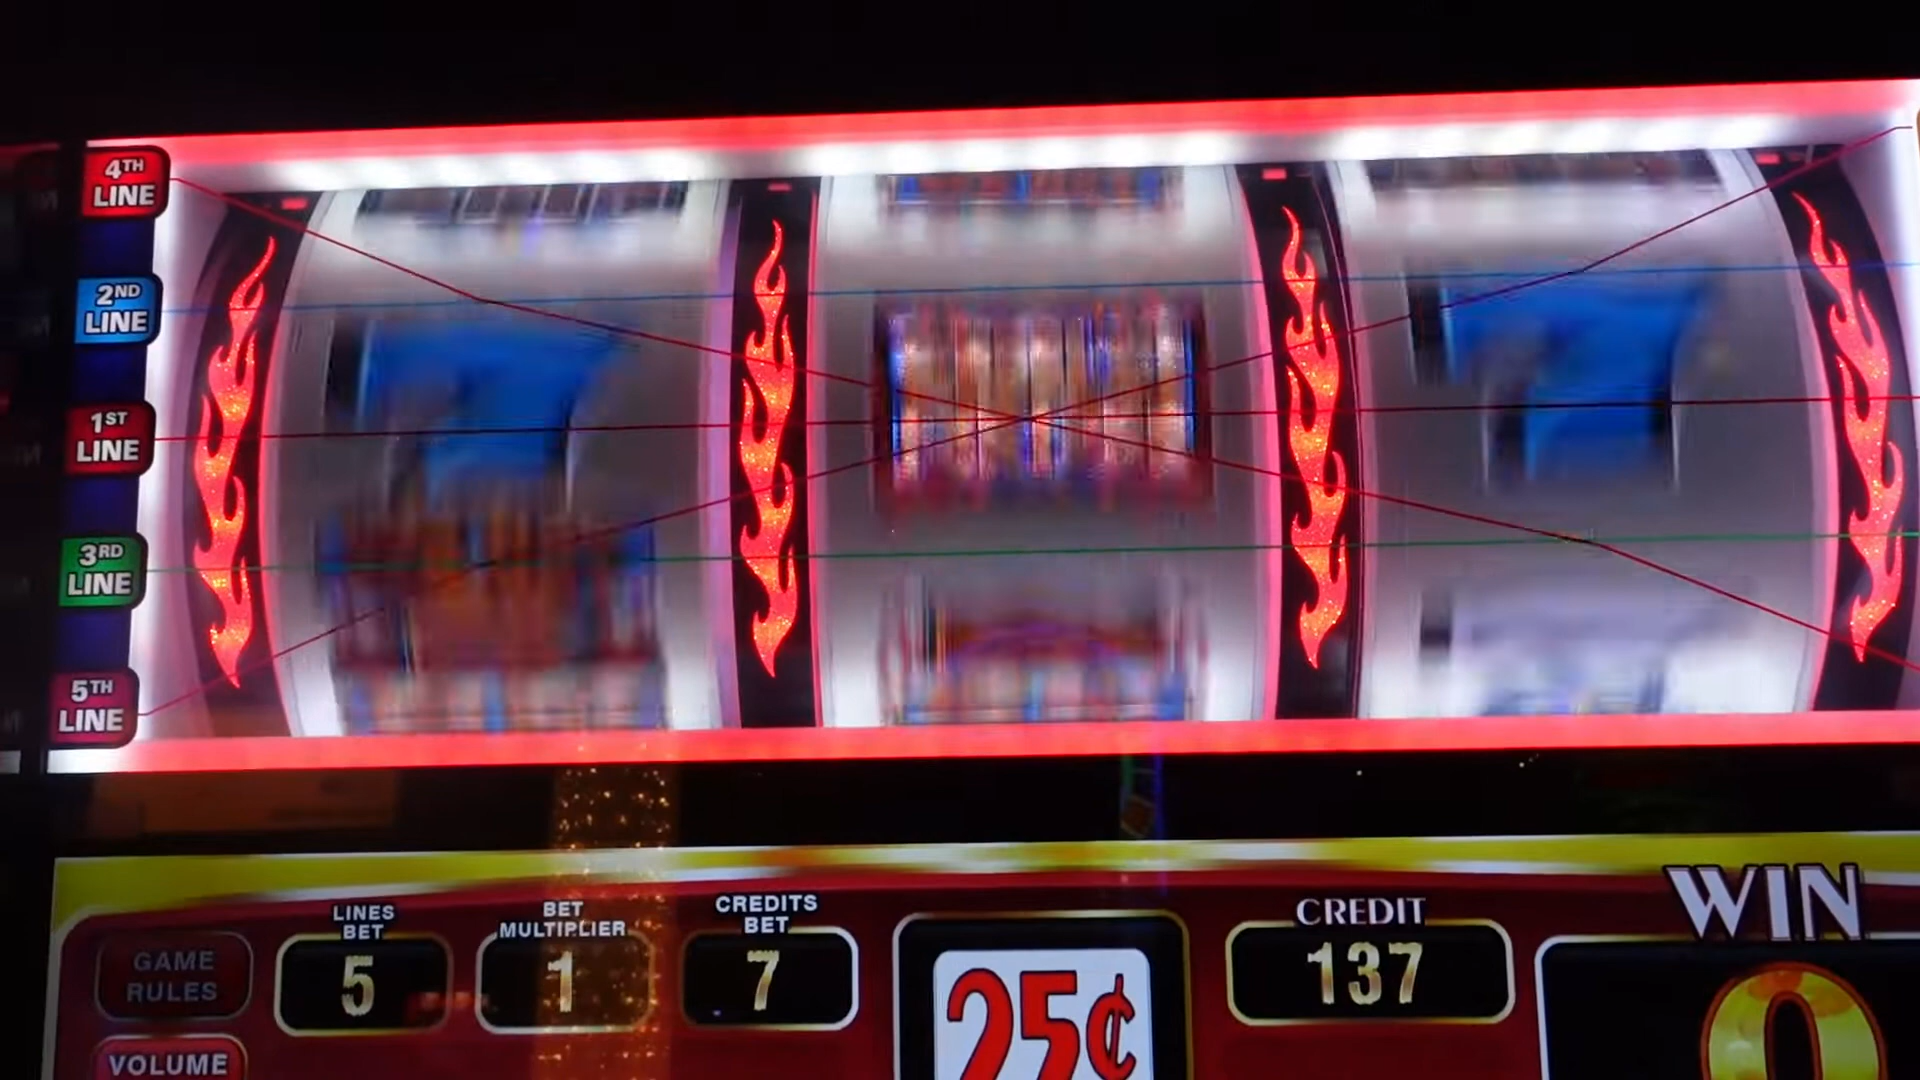 4TH
LINE
2ND
LINE
1ST
LINE
3RD
LINE
5TH
LINE
GAME
RULES
VOLUME
LINES
BET
5
BET
MULTIPLIER
1
CREDITS
BET
7
25¢
CREDIT
137
WIN
0